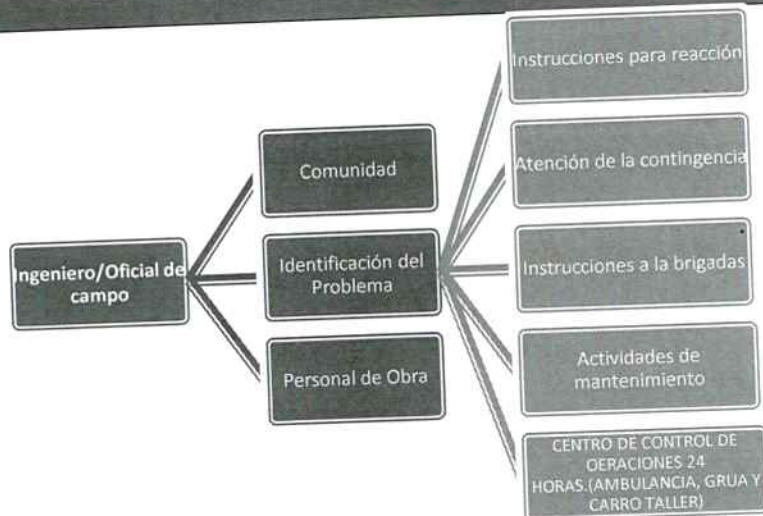 Ingeniero/Oficial de
campo
Comunidad
Identificación del
Problema
Personal de Obra
Instrucciones para reacción
Atención de la contingencia
Instrucciones a la brigadas
Actividades de
mantenimiento
CENTRO DE CONTROL DE
OERACIONES 24
HORAS.(AMBULANCIA, GRUA Y
CARRO TALLER)